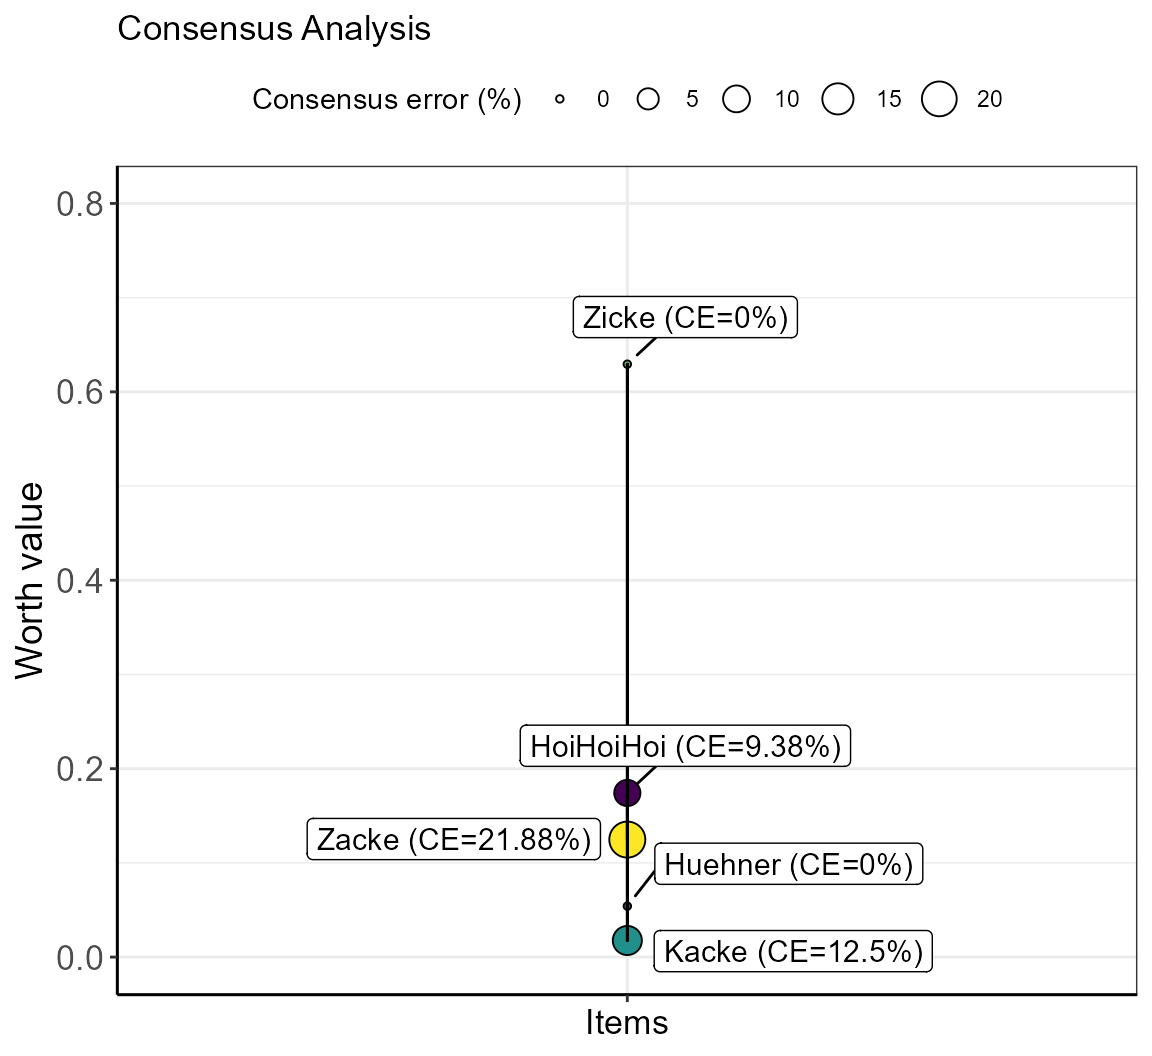 Consensus Analysis
Consensus error (%) 0 5 10 15 20
0.8
Zicke (CE=0%)
0.6
0.4
Worth value
HoiHoiHoi (CE=9.38%)
0.2
Zacke (CE=21.88%)
Huehner (CE=0%)
Kacke (CE=12.5%)
0.0
Items